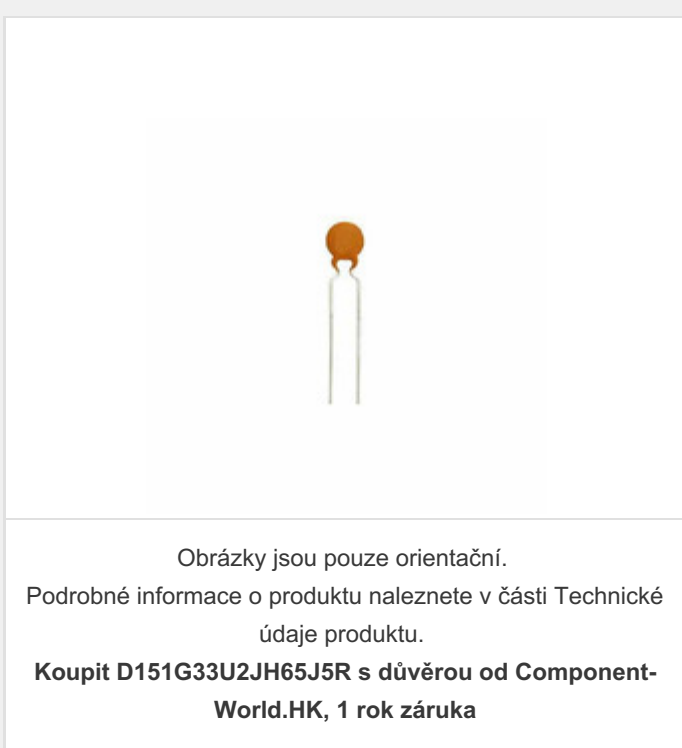 Obrázky jsou pouze orientační.
Podrobné informace o produktu naleznete v části Technické
údaje produktu.
Koupit D151G33U2JH65J5R s důvěrou od Component-
World.HK, 1 rok záruka